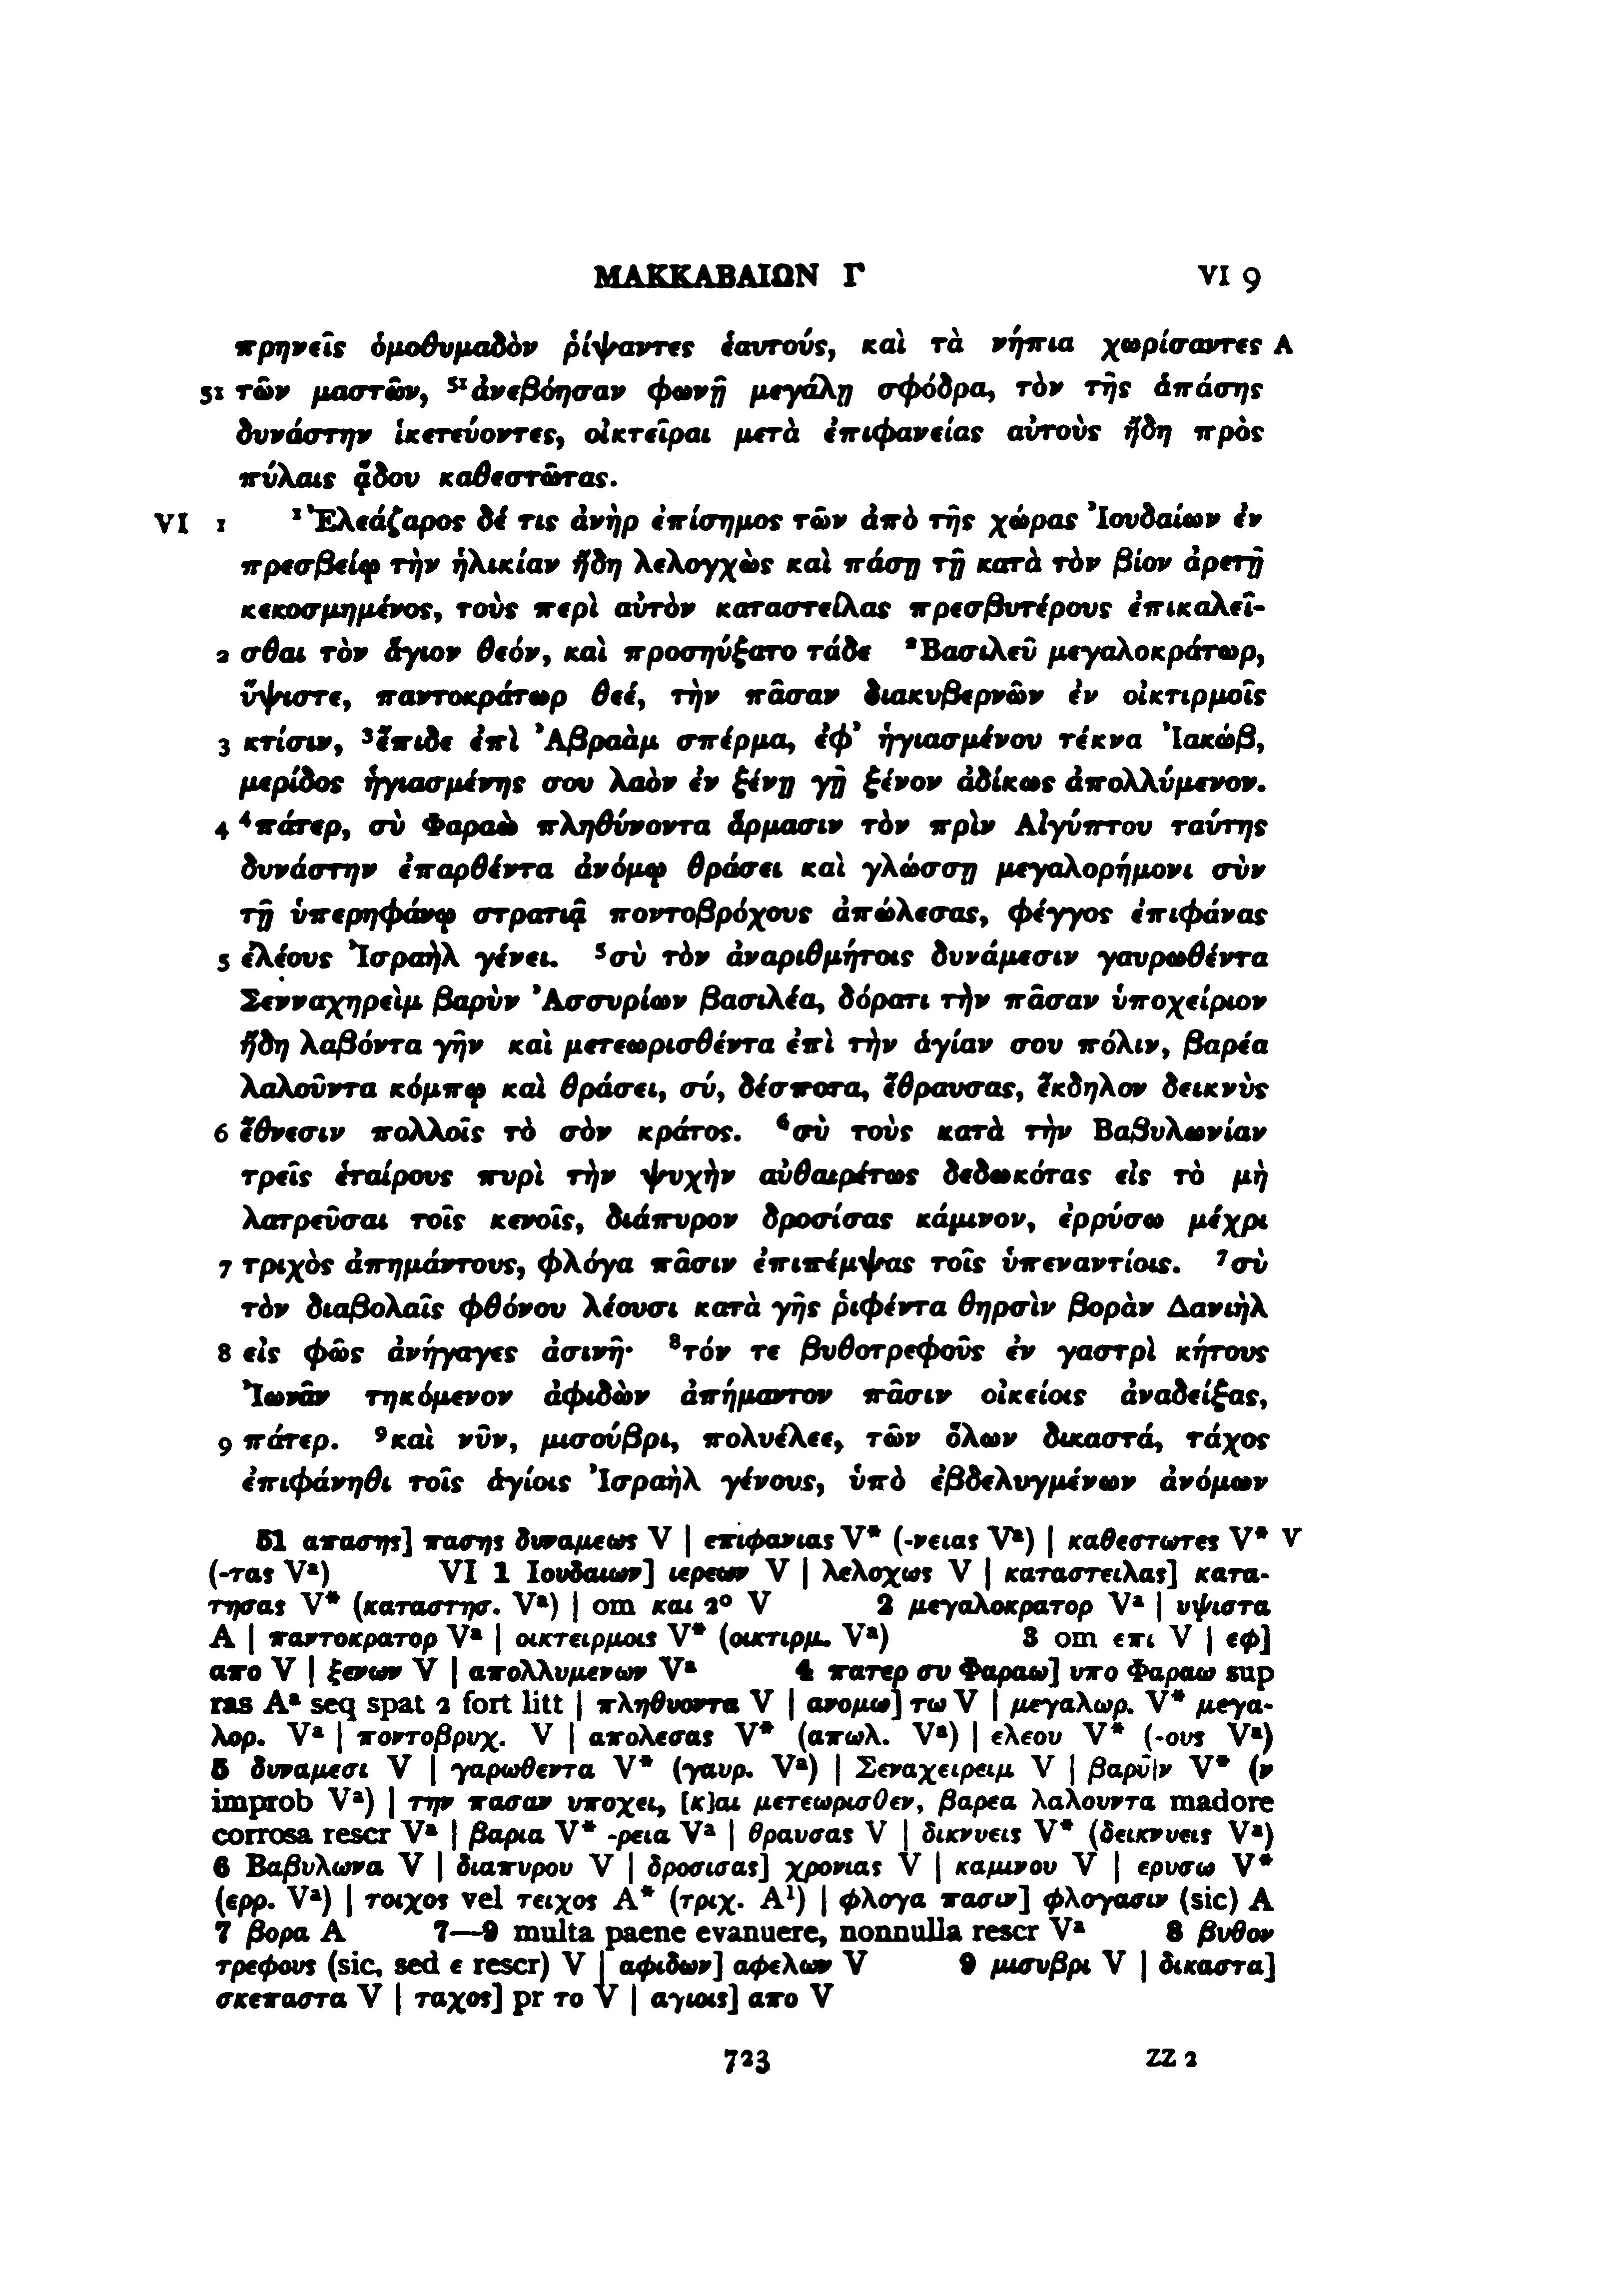 ΜΑΚΚΑΒΑΙΩΝ Γ VI 9
πρηνεῖς ὁμοθυμαδὸν ῥίψαντες ἑαυτούς, καὶ τὰ νήπια χωρίσαντες A
51 τῶν μαστῶν, ⁵¹ἀνεβόησαν φωνῇ μεγάλῃ σφόδρα, τὸν τῆς ἁπάσης
δυνάστην ἱκετεύοντες, οἰκτεῖραι μετὰ ἐπιφανείας αὐτοὺς ἤδη πρὸς
πύλαις ᾅδου καθεστῶτας.
VI 1 ¹Ἐλεάζαρος δέ τις ἀνὴρ ἐπίσημος τῶν ἀπὸ τῆς χώρας Ἰουδαίων ἐν
πρεσβείῳ τὴν ἡλικίαν ἤδη λελογχὼς καὶ πάσῃ τῇ κατὰ τὸν βίον ἀρετῇ
κεκοσμημένος, τοὺς περὶ αὐτὸν καταστείλας πρεσβυτέρους ἐπικαλεῖ-
2 σθαι τὸν ἅγιον θεόν, καὶ προσηύξατο τάδε ²Βασιλεῦ μεγαλοκράτωρ,
ὕψιστε, παντοκράτωρ θεέ, τὴν πᾶσαν διακυβερνῶν ἐν οἰκτιρμοῖς
3 κτίσιν, ³ἔπιδε ἐπὶ Ἀβραὰμ σπέρμα, ἐφ᾽ ἡγιασμένου τέκνα Ἰακώβ,
μερίδος ἡγιασμένης σου λαὸν ἐν ξένῃ γῇ ξένον ἀδίκως ἀπολλύμενον.
4 ⁴πάτερ, σὺ Φαραὼ πληθύνοντα ἅρμασιν τὸν πρὶν Αἰγύπτου ταύτης
δυνάστην ἐπαρθέντα ἀνόμῳ θράσει καὶ γλώσσῃ μεγαλορήμονι σὺν
τῇ ὑπερηφάνῳ στρατιᾷ ποντοβρόχους ἀπώλεσας, φέγγος ἐπιφάνας
5 ἐλέους Ἰσραὴλ γένει. ⁵σὺ τὸν ἀναριθμήτοις δυνάμεσιν γαυρωθέντα
Σενναχηρεὶμ βαρὺν Ἀσσυρίων βασιλέα, δόρατι τὴν πᾶσαν ὑποχείριον
ἤδη λαβόντα γῆν καὶ μετεωρισθέντα ἐπὶ τὴν ἁγίαν σου πόλιν, βαρέα
λαλοῦντα κόμπῳ καὶ θράσει, σύ, δέσποτα, ἔθραυσας, ἔκδηλον δεικνὺς
6 ἔθνεσιν πολλοῖς τὸ σὸν κράτος. ⁶σὺ τοὺς κατὰ τὴν Βαβυλωνίαν
τρεῖς ἑταίρους πυρὶ τὴν ψυχὴν αὐθαιρέτως δεδωκότας εἰς τὸ μὴ
λατρεῦσαι τοῖς κενοῖς, διάπυρον δροσίσας κάμινον, ἐρρύσω μέχρι
7 τριχὸς ἀπημάντους, φλόγα πᾶσιν ἐπιπέμψας τοῖς ὑπεναντίοις. ⁷σὺ
τὸν διαβολαῖς φθόνου λέουσι κατὰ γῆς ῥιφέντα θηρσὶν βορὰν Δανιὴλ
8 εἰς φῶς ἀνήγαγες ἀσινῆ· ⁸τόν τε βυθοτρεφοῦς ἐν γαστρὶ κήτους
Ἰωνᾶν τηκόμενον ἀφιδὼν ἀπήμαντον πᾶσιν οἰκείοις ἀναδείξας,
9 πάτερ. ⁹καὶ νῦν, μισούβρι, πολυέλεε, τῶν ὅλων δικαστά, τάχος
ἐπιφάνηθι τοῖς ἁγίοις Ἰσραὴλ γένους, ὑπὸ ἐβδελυγμένων ἀνόμων
51 απασης] πασης δυναμεως V | επιφανιας V* (-νειας Vᵃ) | καθεστωτες V* V
(-τας Vᵃ) VI 1 Ιουδαιων] ιερεων V | λελοχως V | καταστειλας] κατα-
τησας V* (καταστησ. Vᵃ) | om και 2º V 2 μεγαλοκρατορ Vᵃ | υψιστα
A | παντοκρατορ Vᵃ | οικτειρμοις V* (οικτιρμ. Vᵃ) 3 om επι V | εφ]
απο V | ξενων V | απολλυμενων Vᵃ 4 πατερ συ Φαραω] υπο Φαραω sup
ras Aᵃ seq spat 2 fort litt | πληθυοντα V | ανομω] τω V | μεγαλωρ. V* μεγα-
λορ. Vᵃ | ποντοβρυχ. V | απολεσας V* (απωλ. Vᵃ) | ελεου V* (-ους Vᵃ)
5 δυναμεσι V | γαρωθεντα V* (γαυρ. Vᵃ) | Σεναχειρειμ V | βαρῡ|ν V* (ν
improb Vᵃ) | την πασαν υποχει, [κ]αι μετεωρισθεν, βαρεα λαλουντα madore
corrosa rescr Vᵃ | βαρια V* -ρεια Vᵃ | θραυσας V | δικνυεις V* (δεικνυεις Vᵃ)
6 Βαβυλωνα V | διαπυρου V | δροσισας] χρονιας V | καμινου V | ερυσω V*
(ερρ. Vᵃ) | τοιχος vel τειχος A* (τριχ. A¹) | φλογα πασιν] φλογασιν (sic) A
7 βορα A 7—9 multa paene evanuere, nonnulla rescr Vᵃ 8 βυθον
τρεφους (sic, sed ε rescr) V | αφιδων] αφελων V 9 μισυβρι V | δικαστα]
σκεπαστα V | ταχος] pr το V | αγιοις] απο V
723 ZZ 2